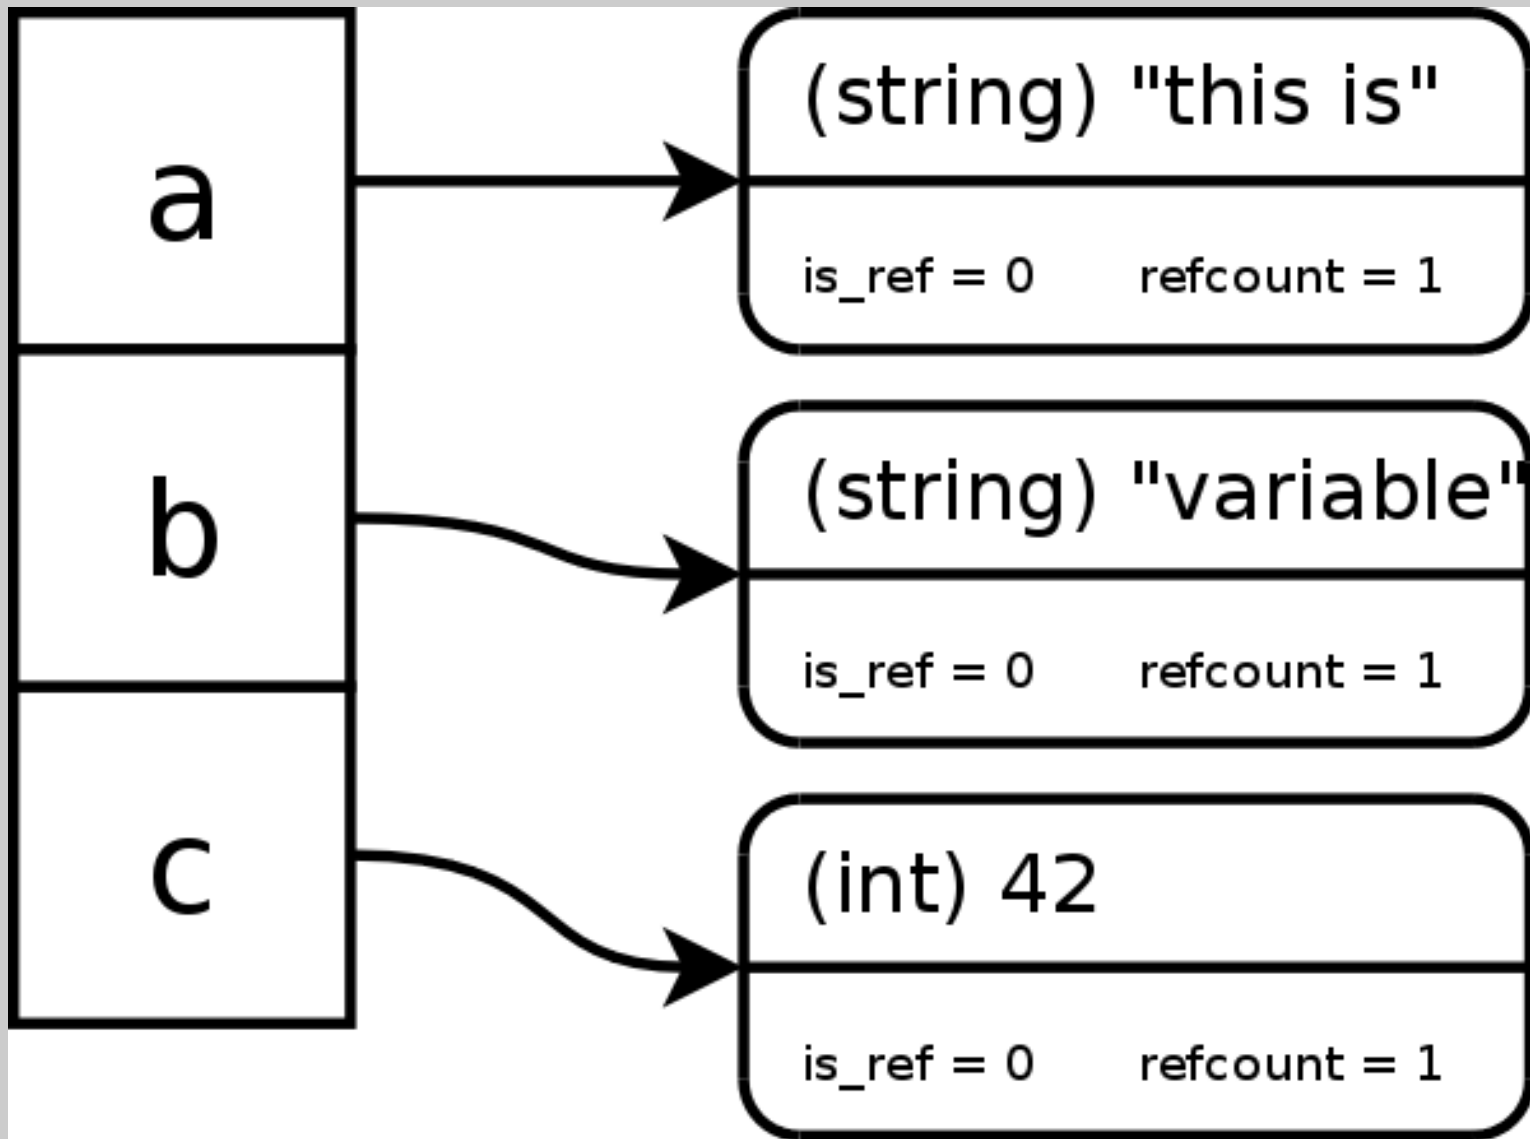 a
(string) "this is"
is_ref = 0 refcount = 1
b
(string) "variable"
is_ref = 0 refcount = 1
c
(int) 42
is_ref = 0 refcount = 1